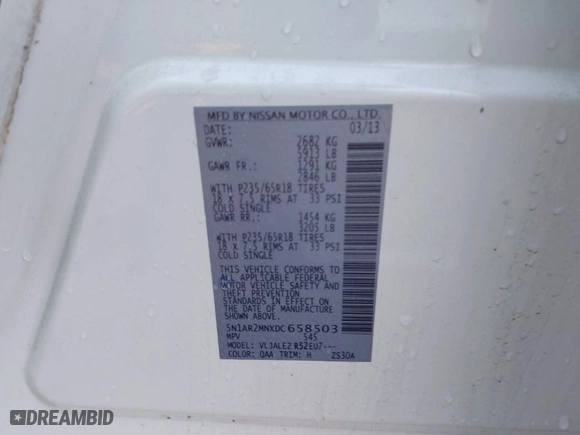 MFD BY NISSAN MOTOR CO., LTD.
DATE: 03/13
GVWR: 2682 KG
5913 LB
GAWR FR.: 1291 KG
2846 LB
WITH P235/65R18 TIRES
18 X 7.5 RIMS AT 33 PSI
COLD SINGLE
GAWR RR.: 1454 KG
3205 LB
WITH P235/65R18 TIRES
18 X 7.5 RIMS AT 33 PSI
COLD SINGLE
THIS VEHICLE CONFORMS TO
ALL APPLICABLE FEDERAL
MOTOR VEHICLE SAFETY AND
THEFT PREVENTION
STANDARDS IN EFFECT ON
THE DATE OF MANUFACTURE
SHOWN ABOVE.
5N1AR2MNXDC658503
MPV 545
MODEL: VLJALEZ R52EU7---
COLOR: QAA TRIM: H ZS30A
DREAMBID